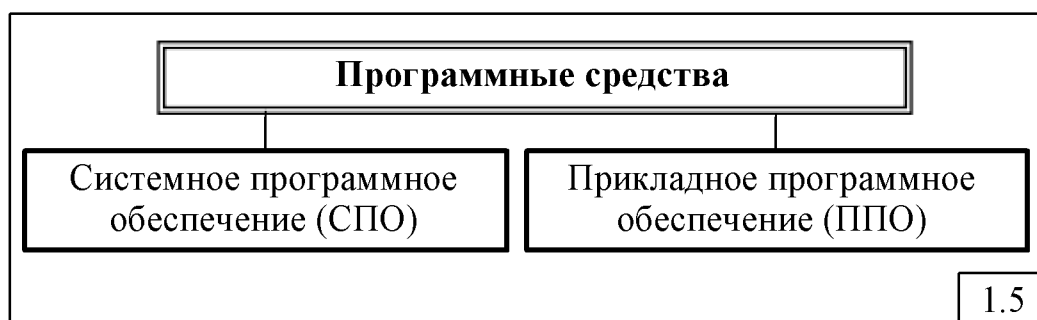 Программные средства
Системное программное
обеспечение (СПО)
Прикладное программное
обеспечение (ППО)
1.5